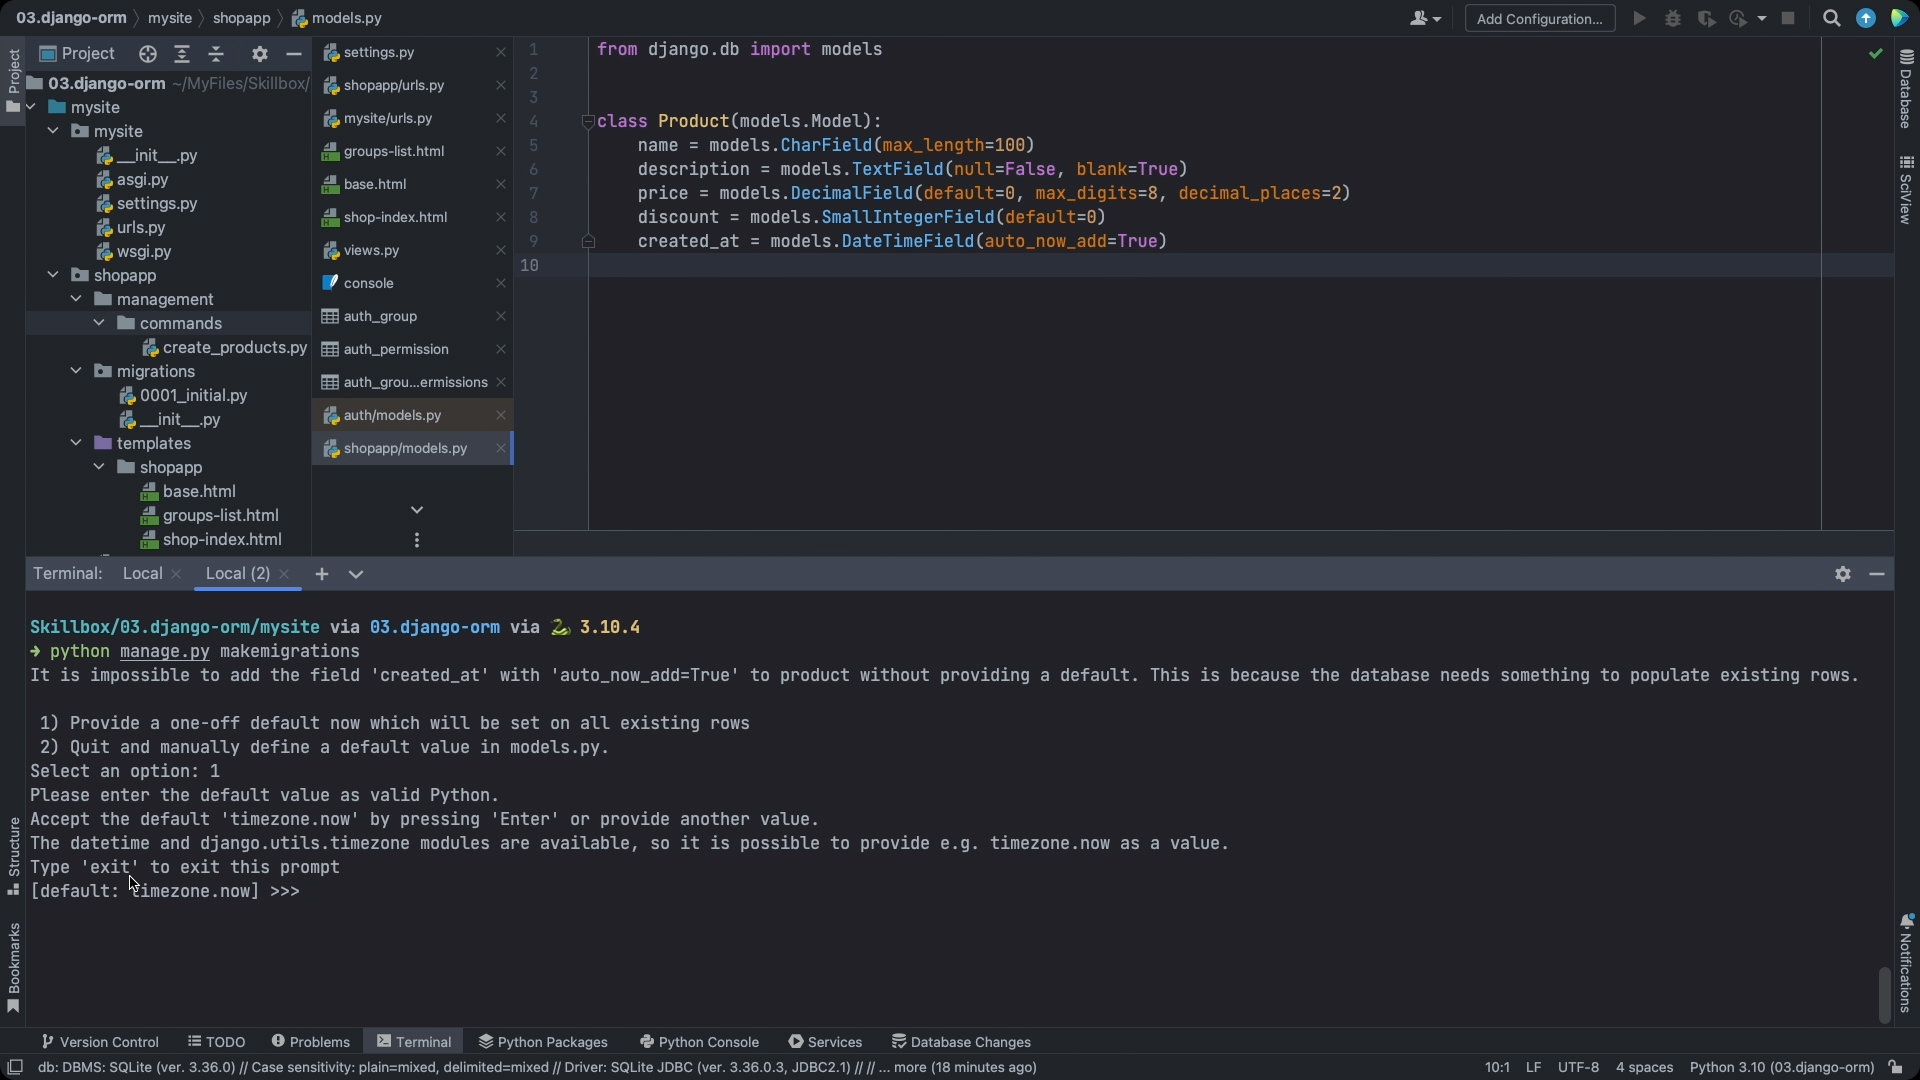 03.django-orm mysite shopapp models.py
Add Configuration...
Project
Project
03.django-orm ~/MyFiles/Skillbox/
mysite
mysite
__init__.py
asgi.py
settings.py
urls.py
wsgi.py
shopapp
management
commands
create_products.py
migrations
0001_initial.py
__init__.py
templates
shopapp
base.html
groups-list.html
shop-index.html
settings.py
shopapp/urls.py
mysite/urls.py
groups-list.html
base.html
shop-index.html
views.py
console
auth_group
auth_permission
auth_grou...ermissions
auth/models.py
shopapp/models.py
1 from django.db import models
2
3
4 class Product(models.Model):
5 name = models.CharField(max_length=100)
6 description = models.TextField(null=False, blank=True)
7 price = models.DecimalField(default=0, max_digits=8, decimal_places=2)
8 discount = models.SmallIntegerField(default=0)
9 created_at = models.DateTimeField(auto_now_add=True)
10
Database
SciView
Terminal: Local Local (2)
Skillbox/03.django-orm/mysite via 03.django-orm via 🐍 3.10.4
➜ python manage.py makemigrations
It is impossible to add the field 'created_at' with 'auto_now_add=True' to product without providing a default. This is because the database needs something to populate existing rows.
1) Provide a one-off default now which will be set on all existing rows
2) Quit and manually define a default value in models.py.
Select an option: 1
Please enter the default value as valid Python.
Accept the default 'timezone.now' by pressing 'Enter' or provide another value.
The datetime and django.utils.timezone modules are available, so it is possible to provide e.g. timezone.now as a value.
Type 'exit' to exit this prompt
[default: timezone.now] >>>
Structure
Bookmarks
Notifications
Version Control TODO Problems Terminal Python Packages Python Console Services Database Changes
db: DBMS: SQLite (ver. 3.36.0) // Case sensitivity: plain=mixed, delimited=mixed // Driver: SQLite JDBC (ver. 3.36.0.3, JDBC2.1) // // ... more (18 minutes ago) 10:1 LF UTF-8 4 spaces Python 3.10 (03.django-orm)